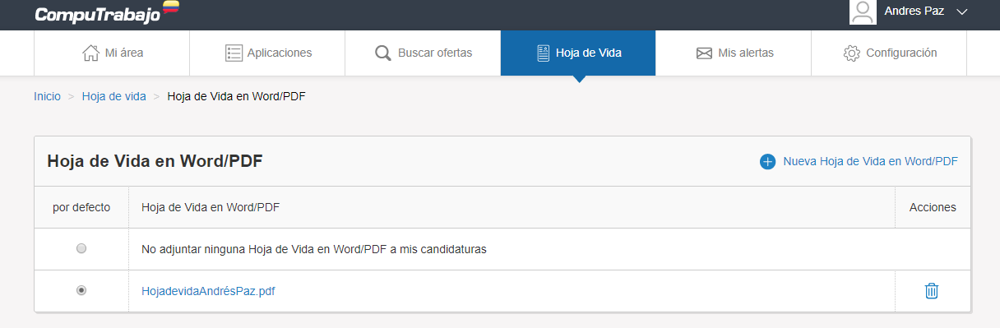 CompuTrabajo
Andres Paz
Mi área
Aplicaciones
Buscar ofertas
Hoja de Vida
Mis alertas
Configuración
Inicio > Hoja de vida > Hoja de Vida en Word/PDF
Hoja de Vida en Word/PDF
Nueva Hoja de Vida en Word/PDF
por defecto
Hoja de Vida en Word/PDF
Acciones
No adjuntar ninguna Hoja de Vida en Word/PDF a mis candidaturas
HojadevidaAndrésPaz.pdf